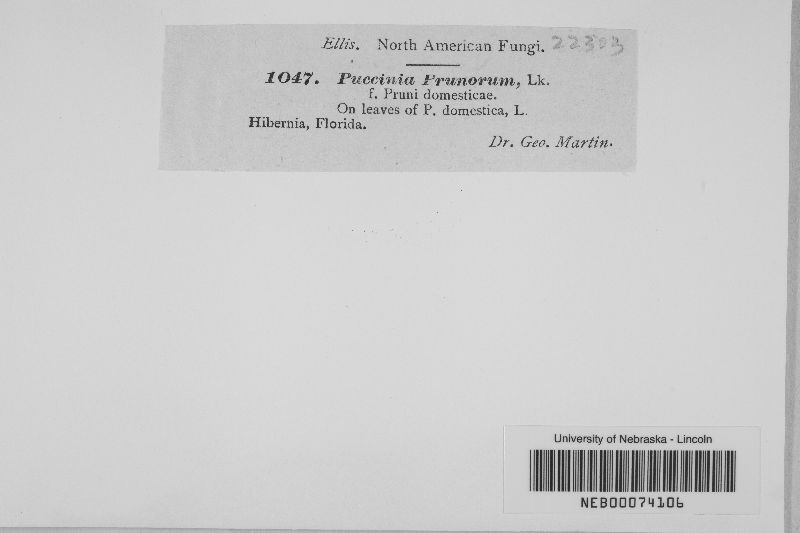 Ellis. North American Fungi. 22303
1047. Puccinia Prunorum, Lk.
f. Pruni domesticae.
On leaves of P. domestica, L.
Hibernia, Florida.
Dr. Geo. Martin.
University of Nebraska - Lincoln
NEB00074106